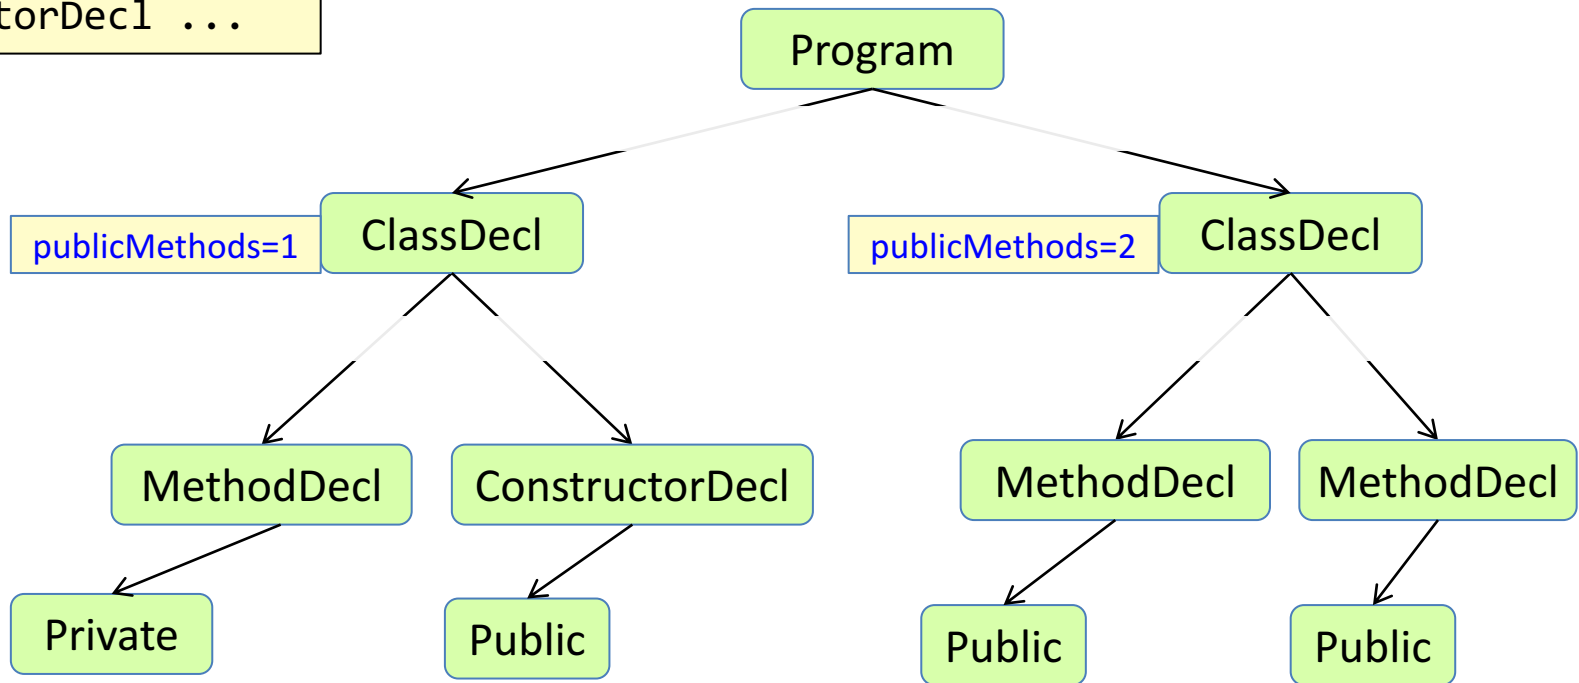 torDecl ...
Program
publicMethods=1
ClassDecl
publicMethods=2
ClassDecl
MethodDecl
ConstructorDecl
MethodDecl
MethodDecl
Private
Public
Public
Public